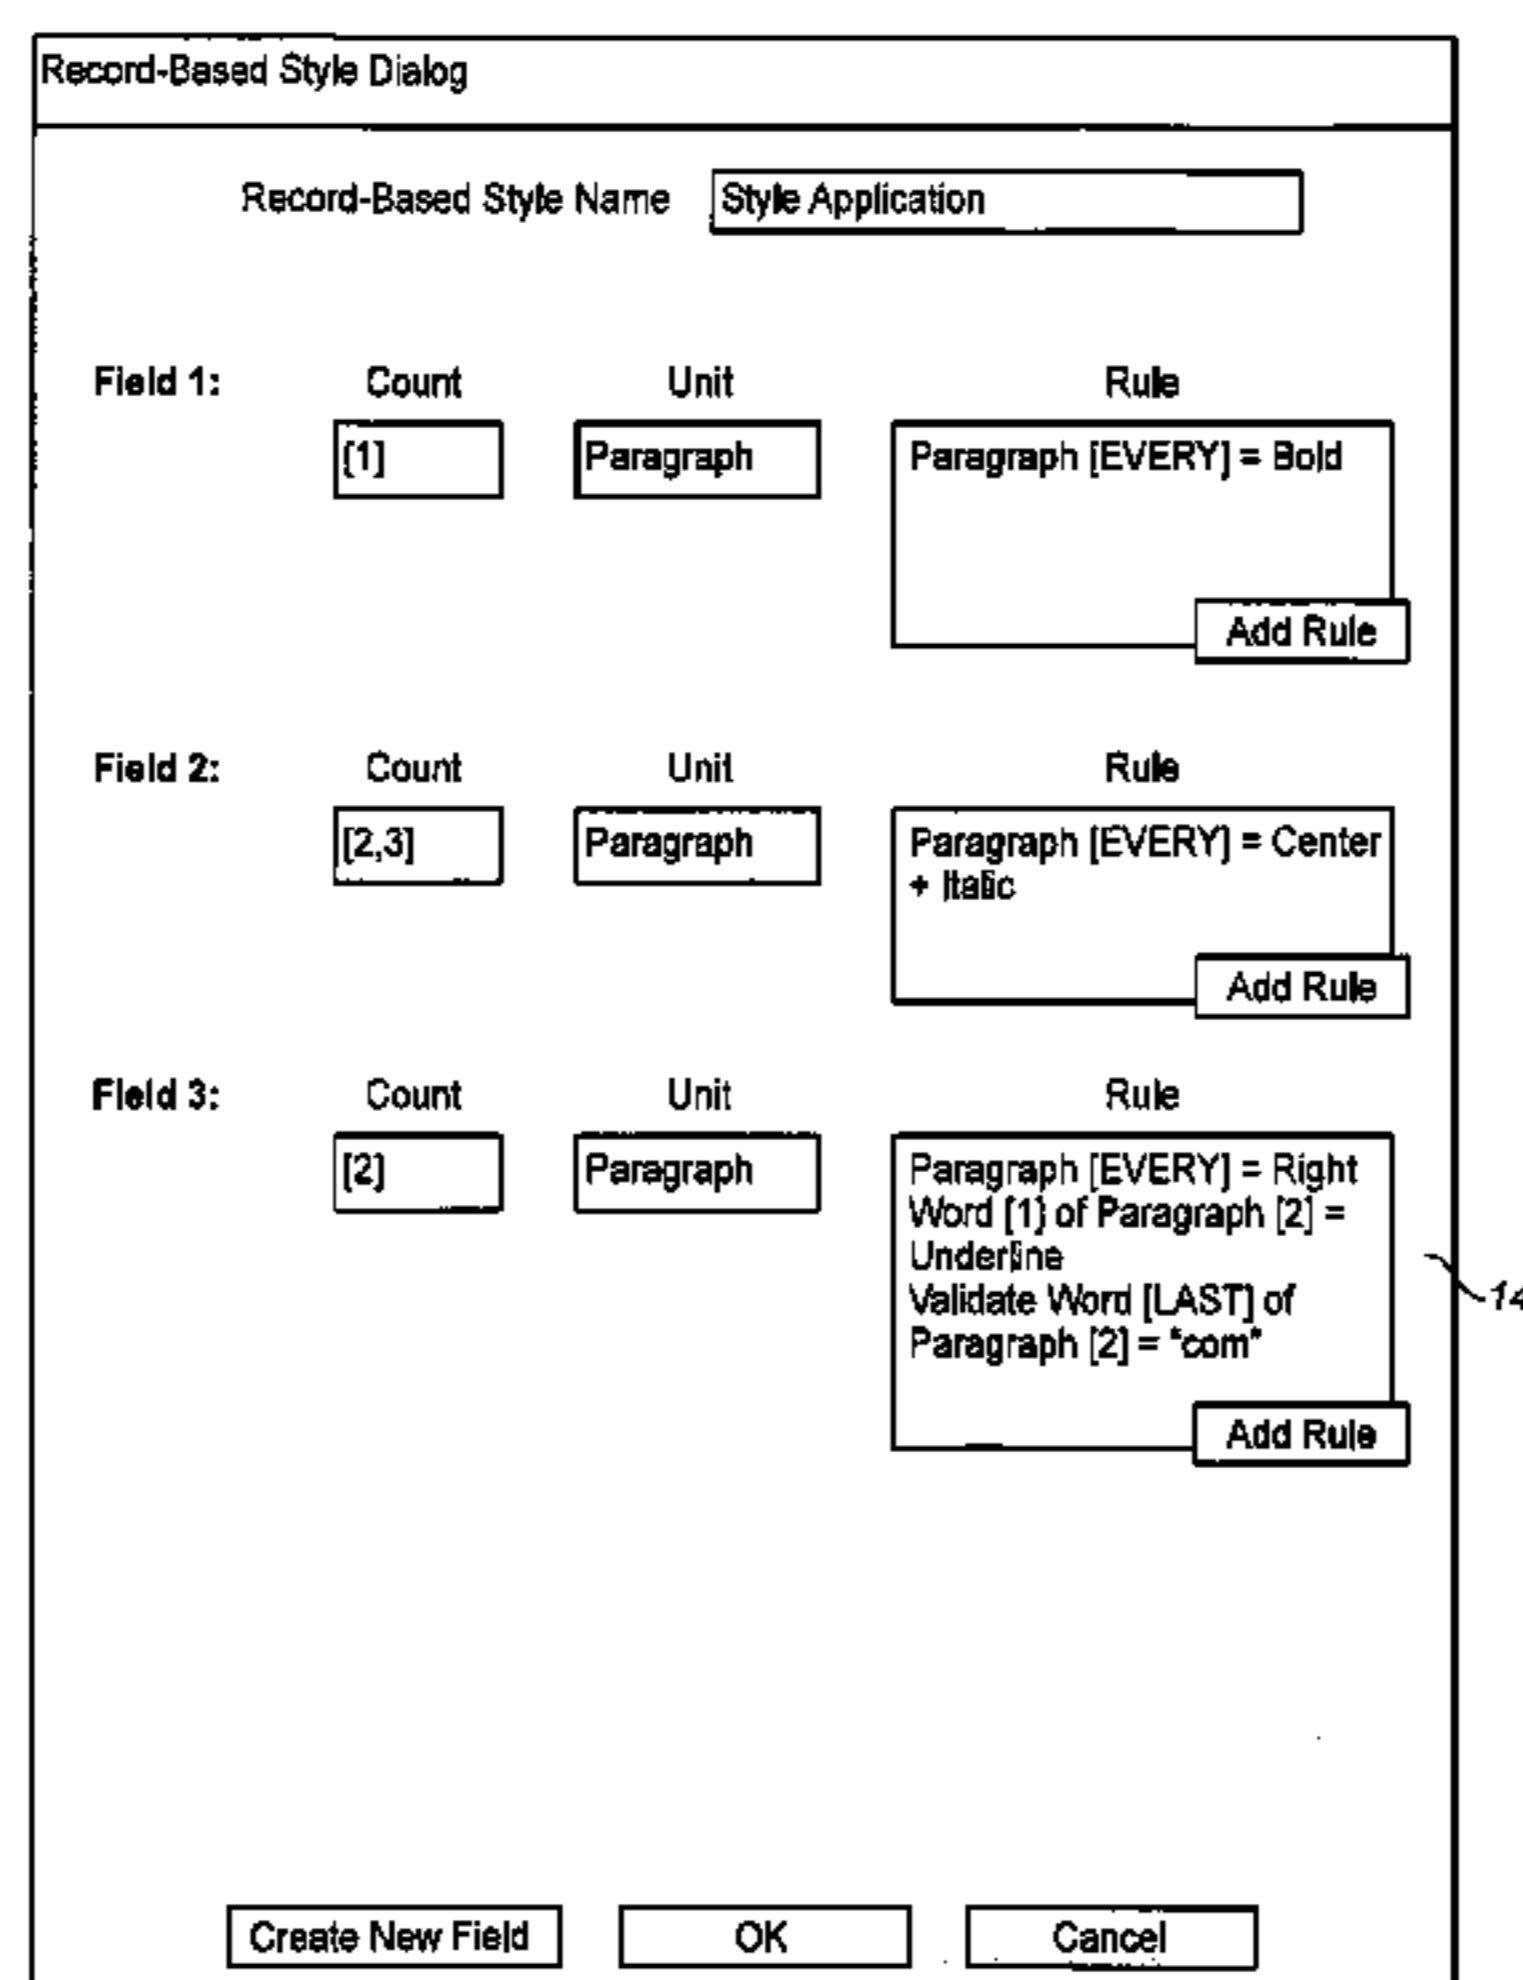 Record-Based Style Dialog
Record-Based Style Name Style Application
Field 1: Count Unit Rule
[1] Paragraph Paragraph [EVERY] = Bold
Add Rule
Field 2: Count Unit Rule
[2,3] Paragraph Paragraph [EVERY] = Center
+ Italic
Add Rule
Field 3: Count Unit Rule
[2] Paragraph Paragraph [EVERY] = Right
Word [1] of Paragraph [2] =
Underline
Validate Word [LAST] of
Paragraph [2] = "com"
14
Add Rule
Create New Field OK Cancel